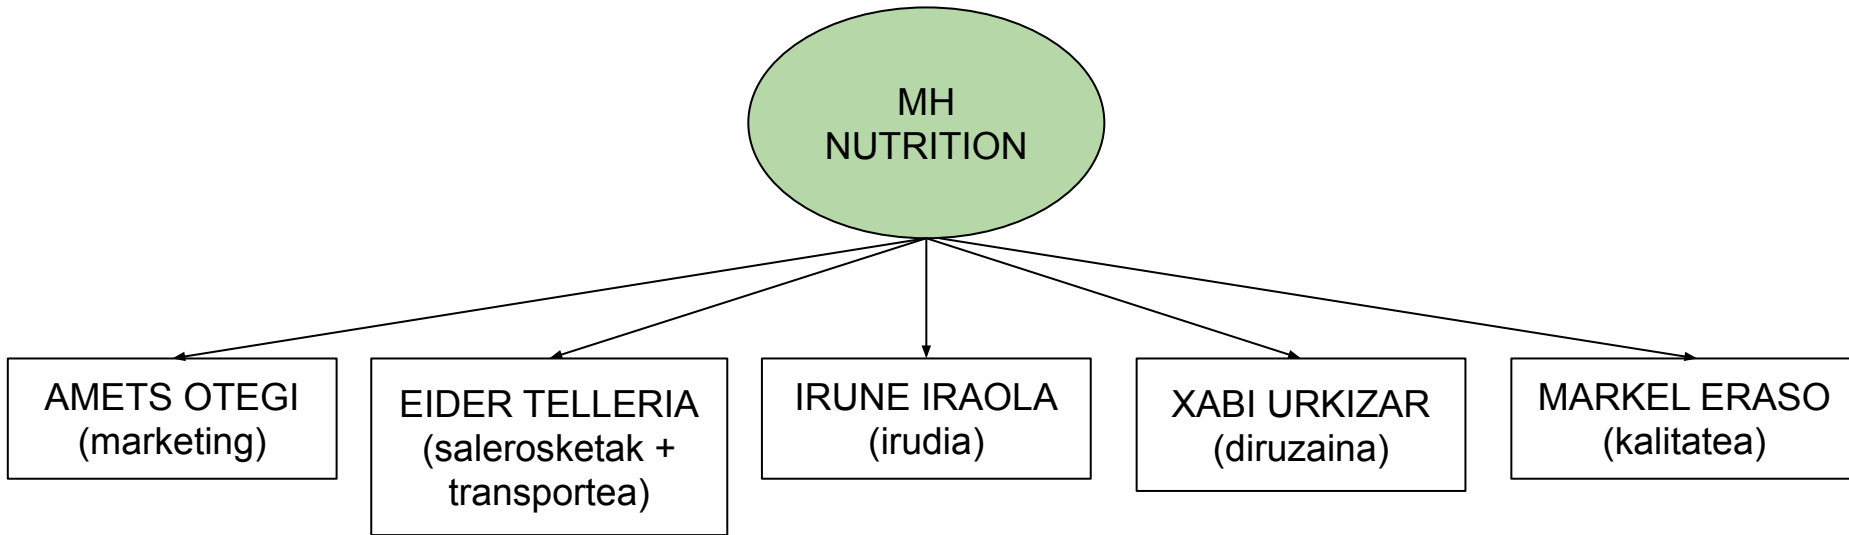 MH
NUTRITION
AMETS OTEGI
(marketing)
EIDER TELLERIA
(salerosketak +
transportea)
IRUNE IRAOLA
(irudia)
XABI URKIZAR
(diruzaina)
MARKEL ERASO
(kalitatea)